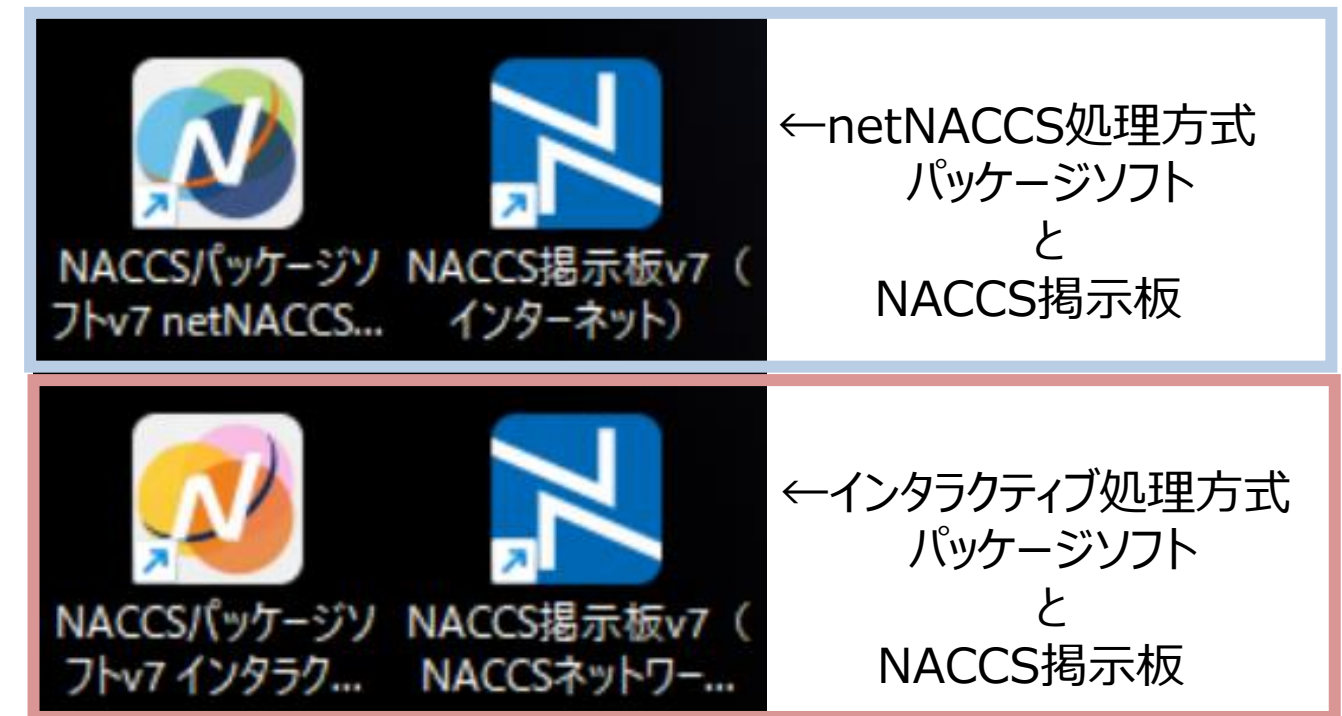 NACCSパッケージソ
フトv7 netNACCS...
NACCS掲示板v7（
インターネット）
←netNACCS処理方式
パッケージソフト
と
NACCS掲示板
NACCSパッケージソ
フトv7 インタラク...
NACCS掲示板v7（
NACCSネットワー...
←インタラクティブ処理方式
パッケージソフト
と
NACCS掲示板